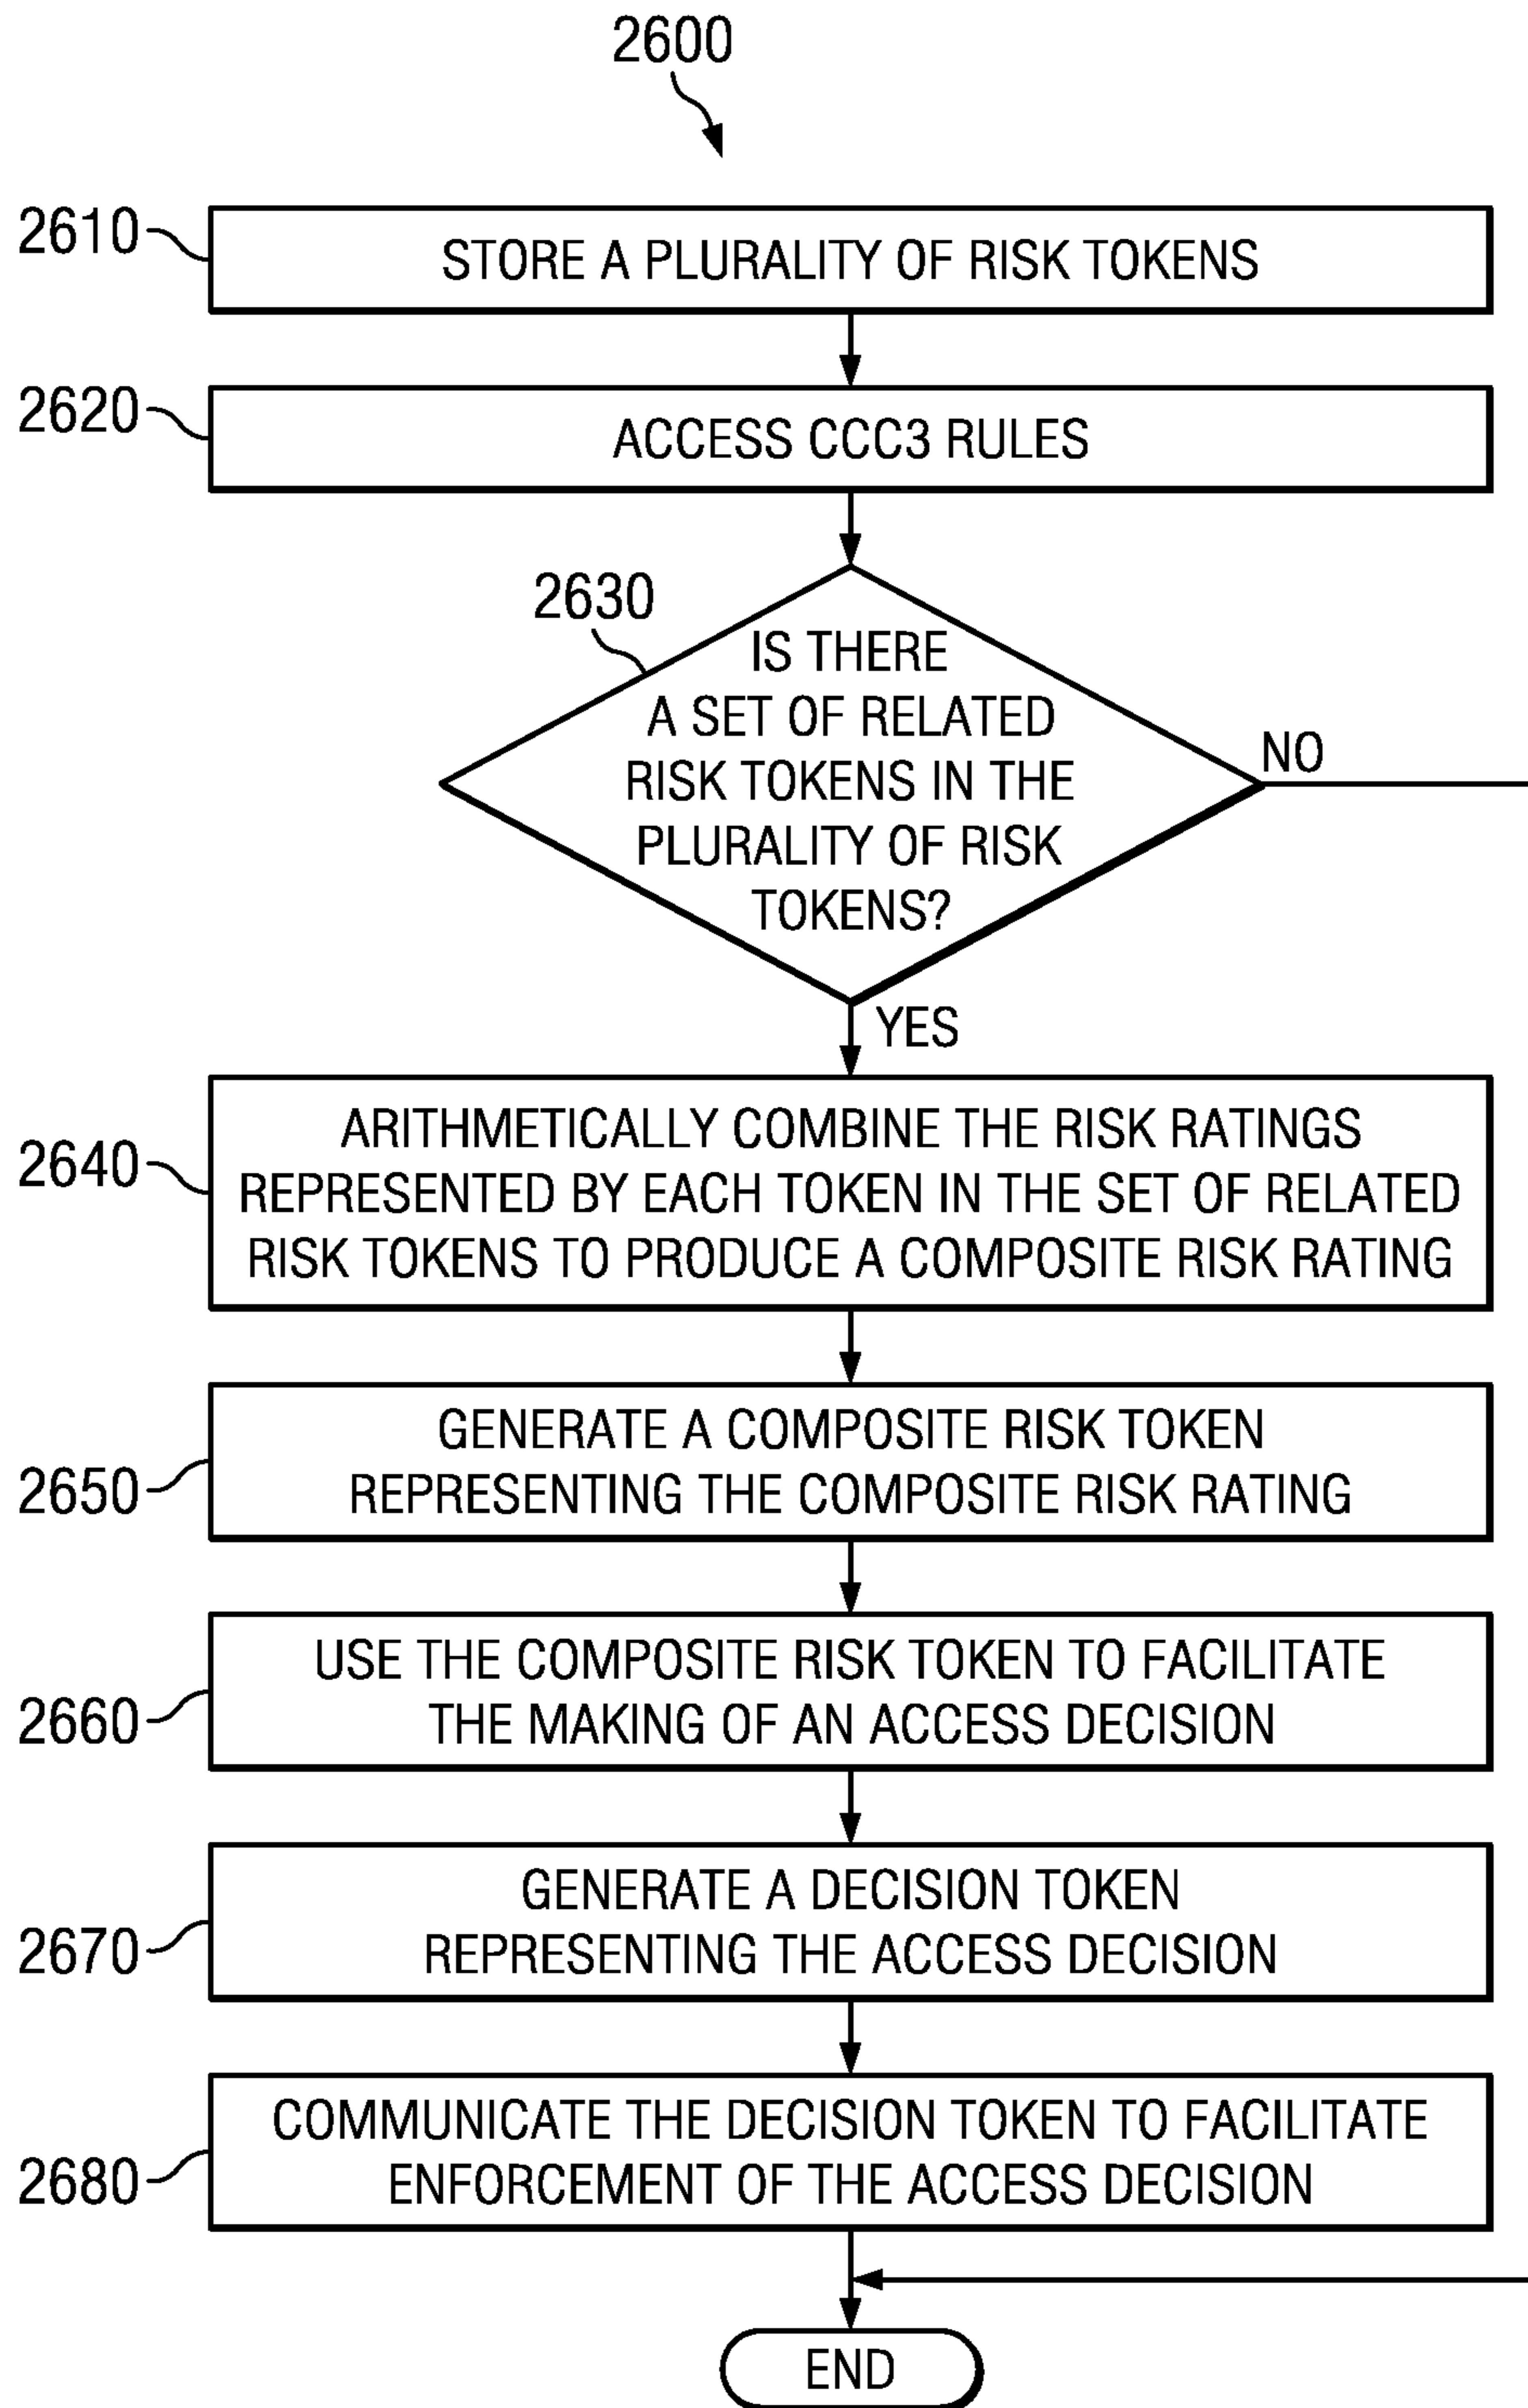 2600
2610
STORE A PLURALITY OF RISK TOKENS
2620
ACCESS CCC3 RULES
2630
IS THERE
A SET OF RELATED
RISK TOKENS IN THE
PLURALITY OF RISK
TOKENS?
NO
YES
2640
ARITHMETICALLY COMBINE THE RISK RATINGS
REPRESENTED BY EACH TOKEN IN THE SET OF RELATED
RISK TOKENS TO PRODUCE A COMPOSITE RISK RATING
2650
GENERATE A COMPOSITE RISK TOKEN
REPRESENTING THE COMPOSITE RISK RATING
2660
USE THE COMPOSITE RISK TOKEN TO FACILITATE
THE MAKING OF AN ACCESS DECISION
2670
GENERATE A DECISION TOKEN
REPRESENTING THE ACCESS DECISION
2680
COMMUNICATE THE DECISION TOKEN TO FACILITATE
ENFORCEMENT OF THE ACCESS DECISION
END